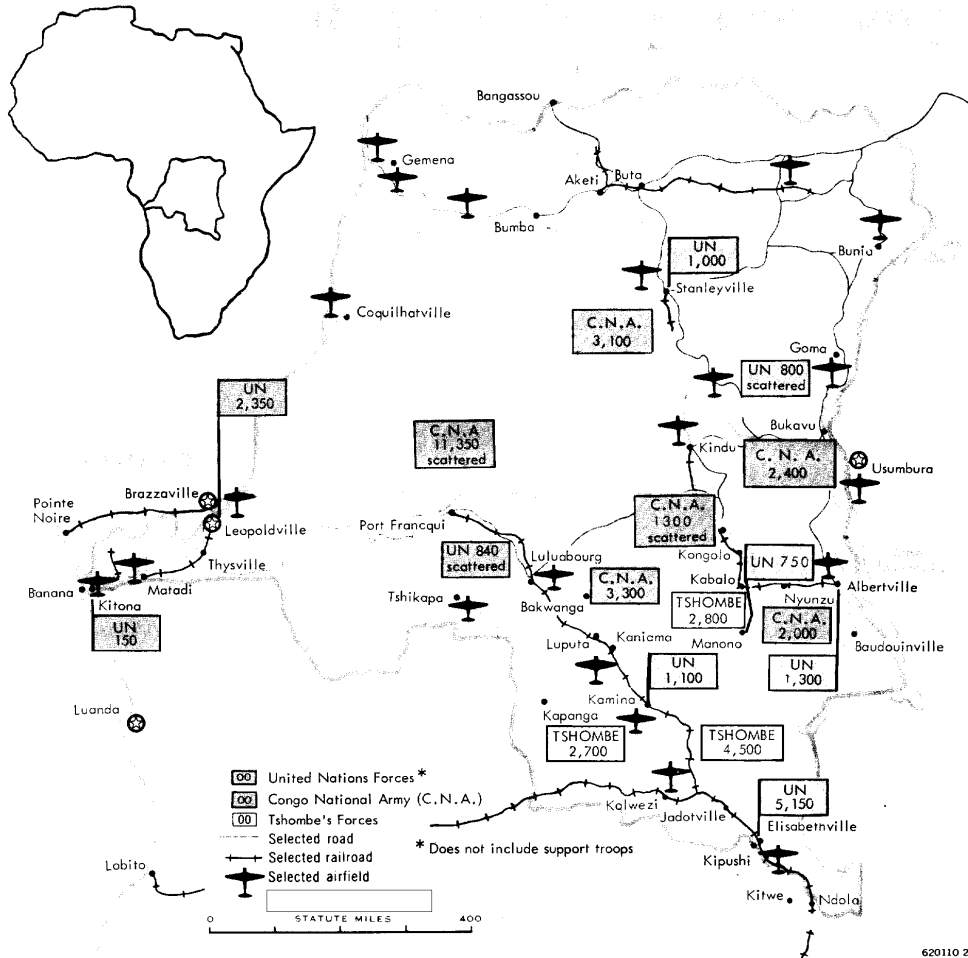 Bangassou
Gemena
Aketi
Buta
Bumba
Bunia
UN
1,000
Stanleyville
Coquilhatville
C.N.A.
3,100
Goma
UN 800
scattered
UN
2,350
C.N.A
11,350
scattered
Bukavu
Kindu
C. N. A.
2,400
Usumbura
Brazzaville
Pointe
Noire
Leopoldville
Port Francqui
C.N.A.
1300
scattered
Kongolo
UN 840
scattered
Luluabourg
UN 750
Thysville
Banana
Matadi
Kitona
Kabalo
Albertville
Nyunzu
Tshikapa
Bakwanga
C.N.A.
3,300
TSHOMBE
2,800
C.N.A.
2,000
UN
150
Luputa
Kaniama
Manono
Baudouinville
UN
1,100
UN
1,300
Luanda
Kamina
Kapanga
TSHOMBE
2,700
TSHOMBE
4,500
00 United Nations Forces *
00 Congo National Army (C.N.A.)
00 Tshombe's Forces
Selected road
Selected railroad
Selected airfield
Kolwezi
Jadotville
UN
5,150
Elisabethville
* Does not include support troops
Kipushi
Lobito
Kitwe
Ndola
0 STATUTE MILES 400
620110 2